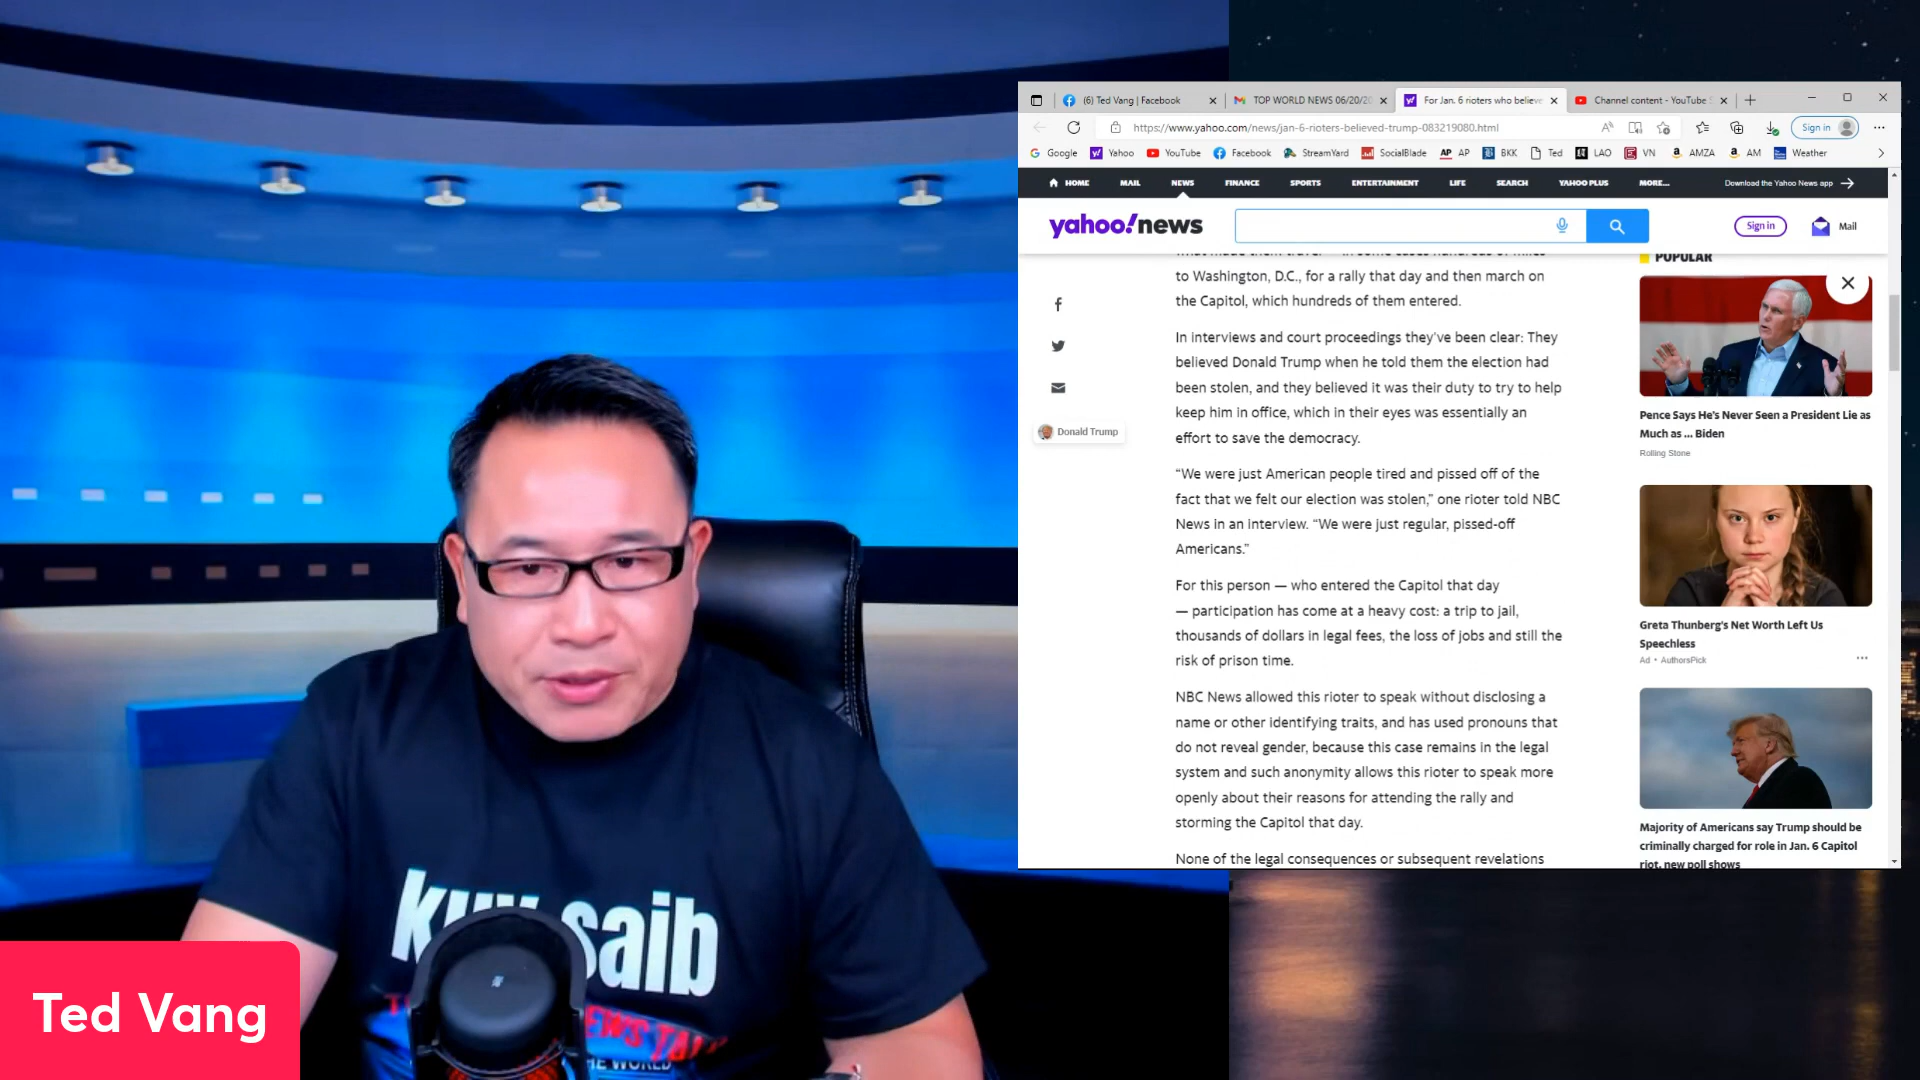 (6) Ted Vang | Facebook
TOP WORLD NEWS 06/20/20
For Jan. 6 rioters who believe
Channel content - YouTube S
https://www.yahoo.com/news/jan-6-rioters-believed-trump-083219080.html
Sign in
Google
Yahoo
YouTube
Facebook
StreamYard
SocialBlade
AP AP
BKK
Ted
LAO
VN
AMZA
AM
Weather
HOME
MAIL
NEWS
FINANCE
SPORTS
ENTERTAINMENT
LIFE
SEARCH
YAHOO PLUS
MORE...
Download the Yahoo News app
yahoo!news
Sign in
Mail
to Washington, D.C., for a rally that day and then march on
the Capitol, which hundreds of them entered.
In interviews and court proceedings they've been clear: They
believed Donald Trump when he told them the election had
been stolen, and they believed it was their duty to try to help
keep him in office, which in their eyes was essentially an
effort to save the democracy.
“We were just American people tired and pissed off of the
fact that we felt our election was stolen,” one rioter told NBC
News in an interview. “We were just regular, pissed-off
Americans.”
For this person — who entered the Capitol that day
— participation has come at a heavy cost: a trip to jail,
thousands of dollars in legal fees, the loss of jobs and still the
risk of prison time.
NBC News allowed this rioter to speak without disclosing a
name or other identifying traits, and has used pronouns that
do not reveal gender, because this case remains in the legal
system and such anonymity allows this rioter to speak more
openly about their reasons for attending the rally and
storming the Capitol that day.
None of the legal consequences or subsequent revelations
Donald Trump
POPULAR
Pence Says He's Never Seen a President Lie as
Much as ... Biden
Rolling Stone
Greta Thunberg's Net Worth Left Us
Speechless
Ad • AuthorsPick
Majority of Americans say Trump should be
criminally charged for role in Jan. 6 Capitol
riot, new poll shows
saib
THE WORLD
Ted Vang